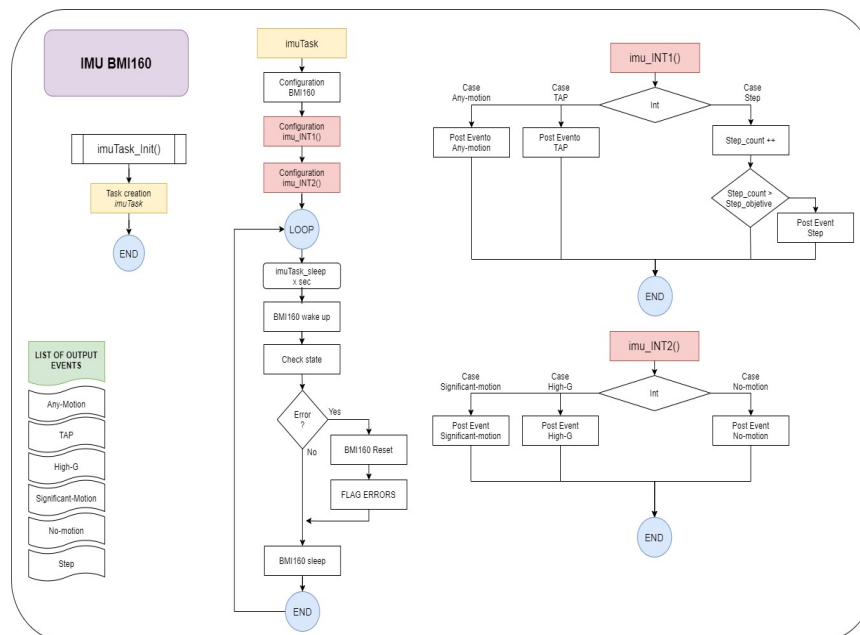 IMU BMI160
imuTask_Init()
Task creation
imuTask
END
LIST OF OUTPUT
EVENTS
Any-Motion
TAP
High-G
Significant-Motion
No-motion
Step
imuTask
Configuration
BMI160
Configuration
imu_INT1()
Configuration
imu_INT2()
LOOP
imuTask_sleep
x sec
BMI160 wake up
Check state
Error
?
Yes
No
BMI160 Reset
FLAG ERRORS
BMI160 sleep
END
imu_INT1()
Int
Case
Any-motion
Case
TAP
Case
Step
Post Evento
Any-motion
Post Evento
TAP
Step_count ++
Step_count >
Step_objetive
Post Event
Step
END
imu_INT2()
Int
Case
Significant-motion
Case
High-G
Case
No-motion
Post Event
Significant-motion
Post Event
High-G
Post Event
No-motion
END